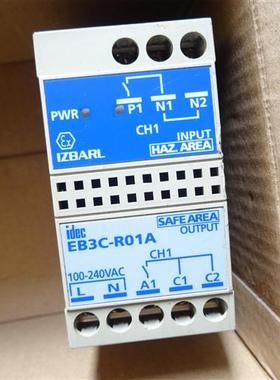 PWR
P1 N1 N2
CH1
Ex
IZBARL
INPUT
HAZ. AREA
idec
SAFE AREA
OUTPUT
EB3C-R01A
CH1
100-240VAC
L N A1 C1 C2